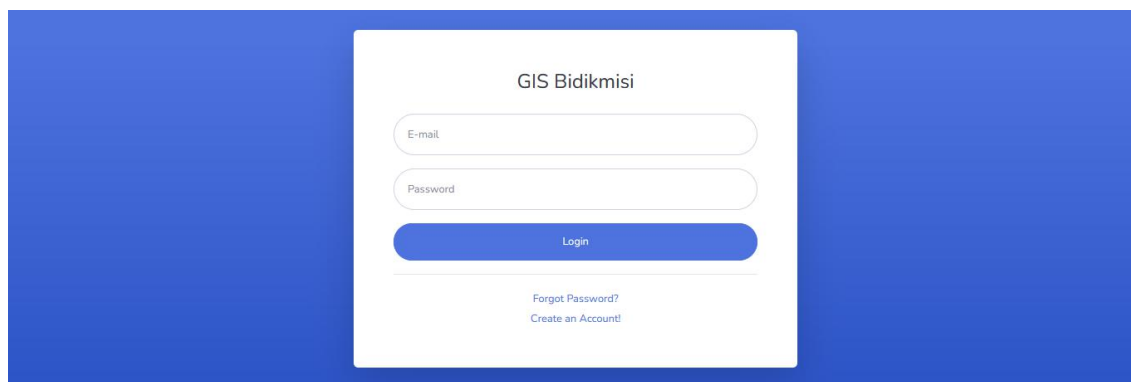 GIS Bidikmisi
E-mail
Password
Login
Forgot Password?
Create an Account!